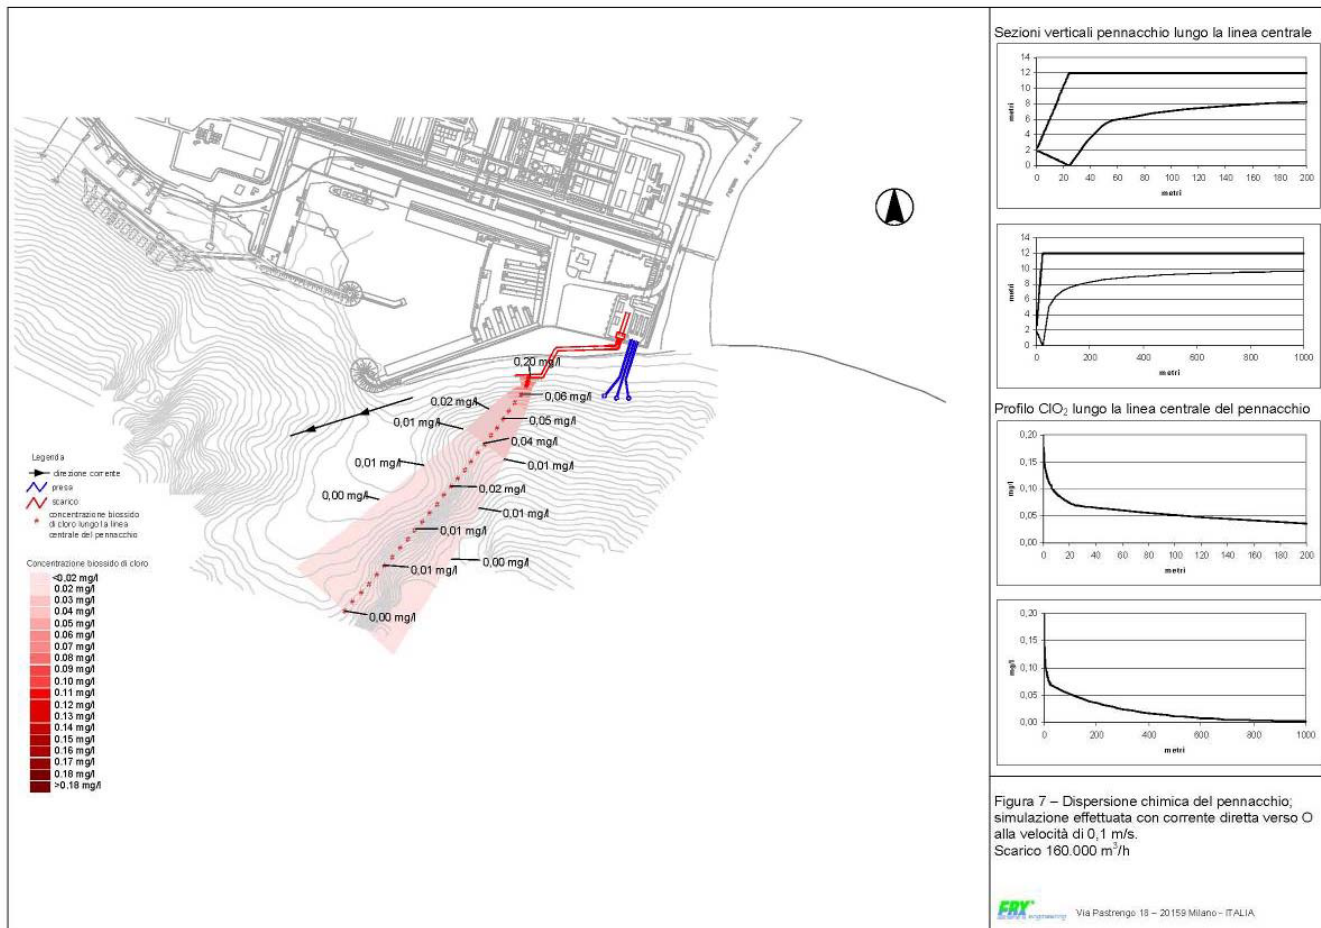 Sezioni verticali pennacchio lungo la linea centrale
14
12
10
8
6
4
2
0
metri
0 20 40 60 80 100 120 140 160 180 200
metri
14
12
10
8
6
4
2
0
metri
0 200 400 600 800 1000
metri
Profilo ClO₂ lungo la linea centrale del pennacchio
0,20
0,15
0,10
0,05
0,00
mg/l
0 20 40 60 80 100 120 140 160 180 200
metri
0,20
0,15
0,10
0,05
0,00
mg/l
0 200 400 600 800 1000
metri
0,20 mg/l
0,06 mg/l
0,02 mg/l
0,05 mg/l
0,01 mg/l
0,04 mg/l
0,01 mg/l
0,01 mg/l
0,02 mg/l
0,00 mg/l
0,01 mg/l
0,01 mg/l
0,00 mg/l
0,01 mg/l
0,00 mg/l
Legenda
direzione corrente
presa
scarico
concentrazione biossido
di cloro lungo la linea
centrale del pennacchio
Concentrazione biossido di cloro
<0.02 mg/l
0.02 mg/l
0.03 mg/l
0.04 mg/l
0.05 mg/l
0.06 mg/l
0.07 mg/l
0.08 mg/l
0.09 mg/l
0.10 mg/l
0.11 mg/l
0.12 mg/l
0.13 mg/l
0.14 mg/l
0.15 mg/l
0.16 mg/l
0.17 mg/l
0.18 mg/l
>0.18 mg/l
Figura 7 – Dispersione chimica del pennacchio;
simulazione effettuata con corrente diretta verso O
alla velocità di 0,1 m/s.
Scarico 160.000 m³/h
engineering
Via Pastrengo 18 – 20159 Milano – ITALIA